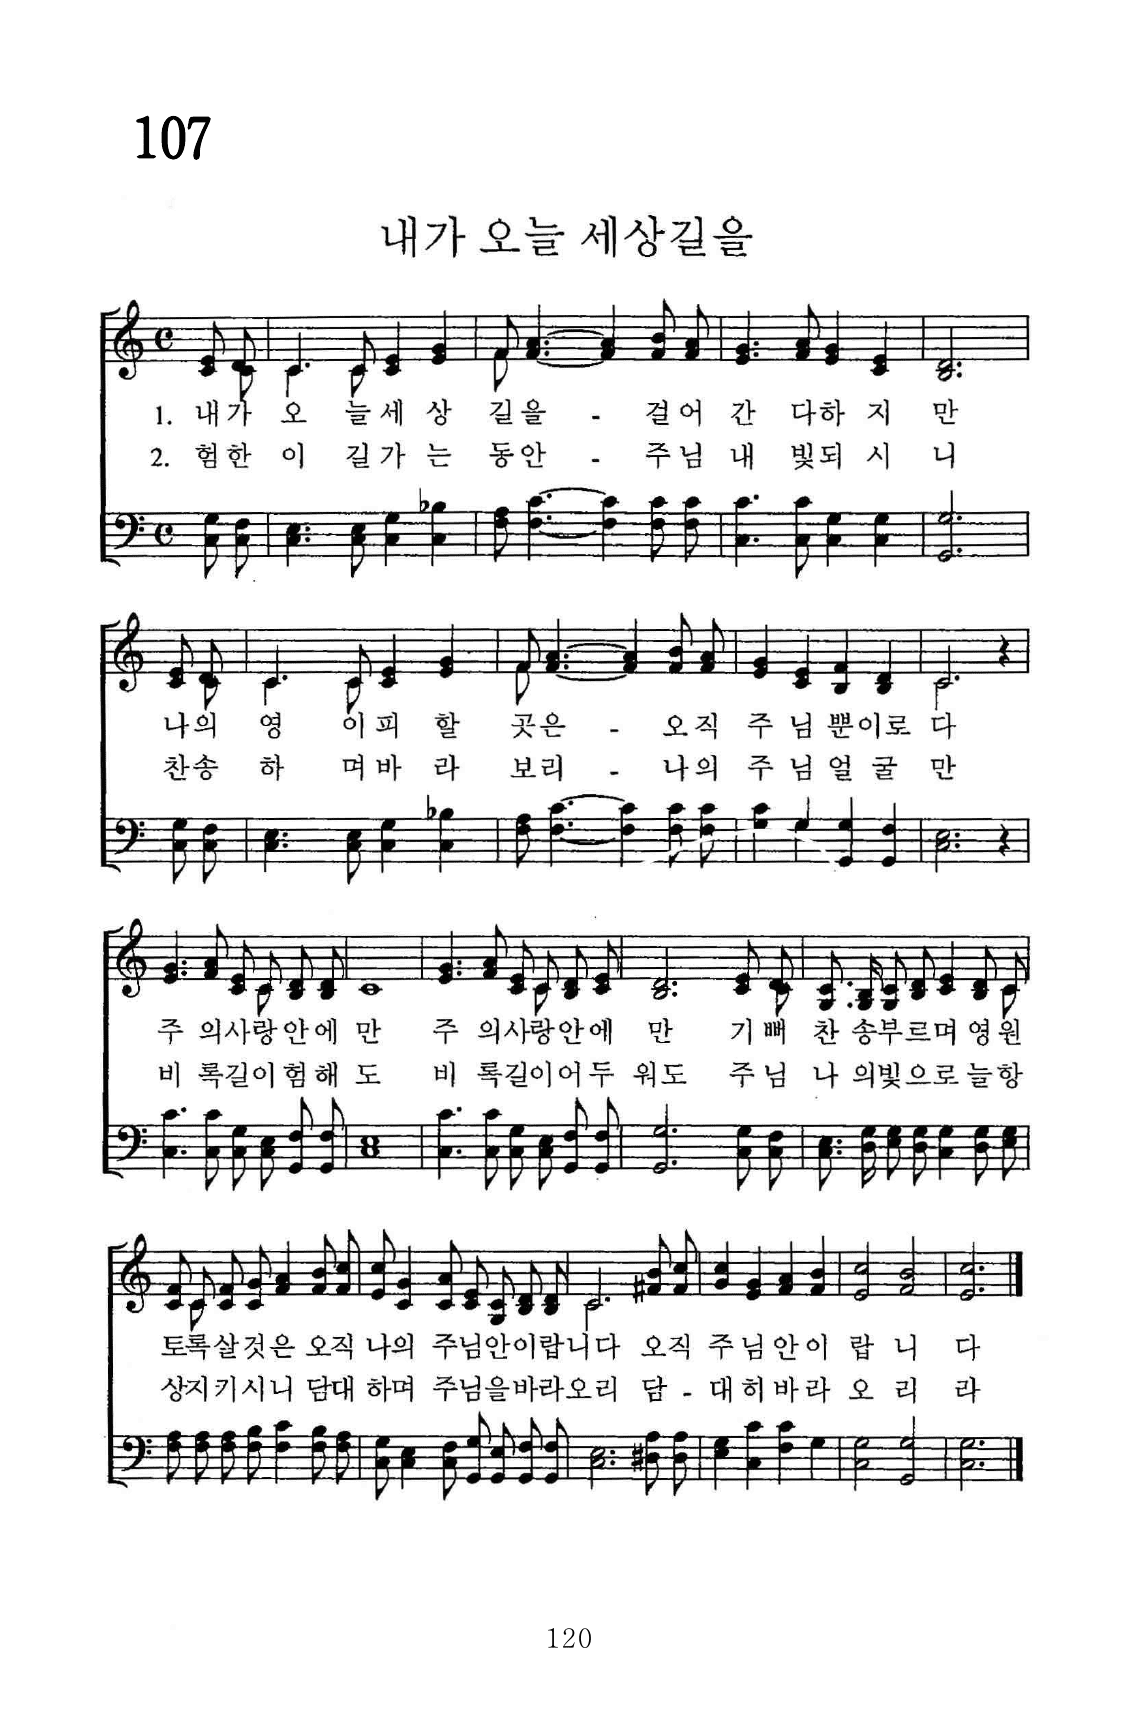 107
내가 오늘 세상길을
1. 내가 오 늘세 상 길을 - 걸어 간 다하 지 만
2. 험한 이 길가 는 동안 - 주님 내 빛되 시 니
나의 영 이피 할 곳은 - 오직 주 님 뿐이로 다
찬송 하 며바 라 보리 - 나의 주 님 얼 굴 만
주 의사랑안에 만 주 의사랑안에 만 기뻐 찬 송부르며 영원
비 록길이험해 도 비 록길이어두 워도 주님 나 의빛으로 늘항
토록살것은 오직 나의 주님안이랍니다 오직 주님안이 랍 니 다
상지키시니 담대 하며 주님을바라오리 담 - 대히바라 오 리 라
120